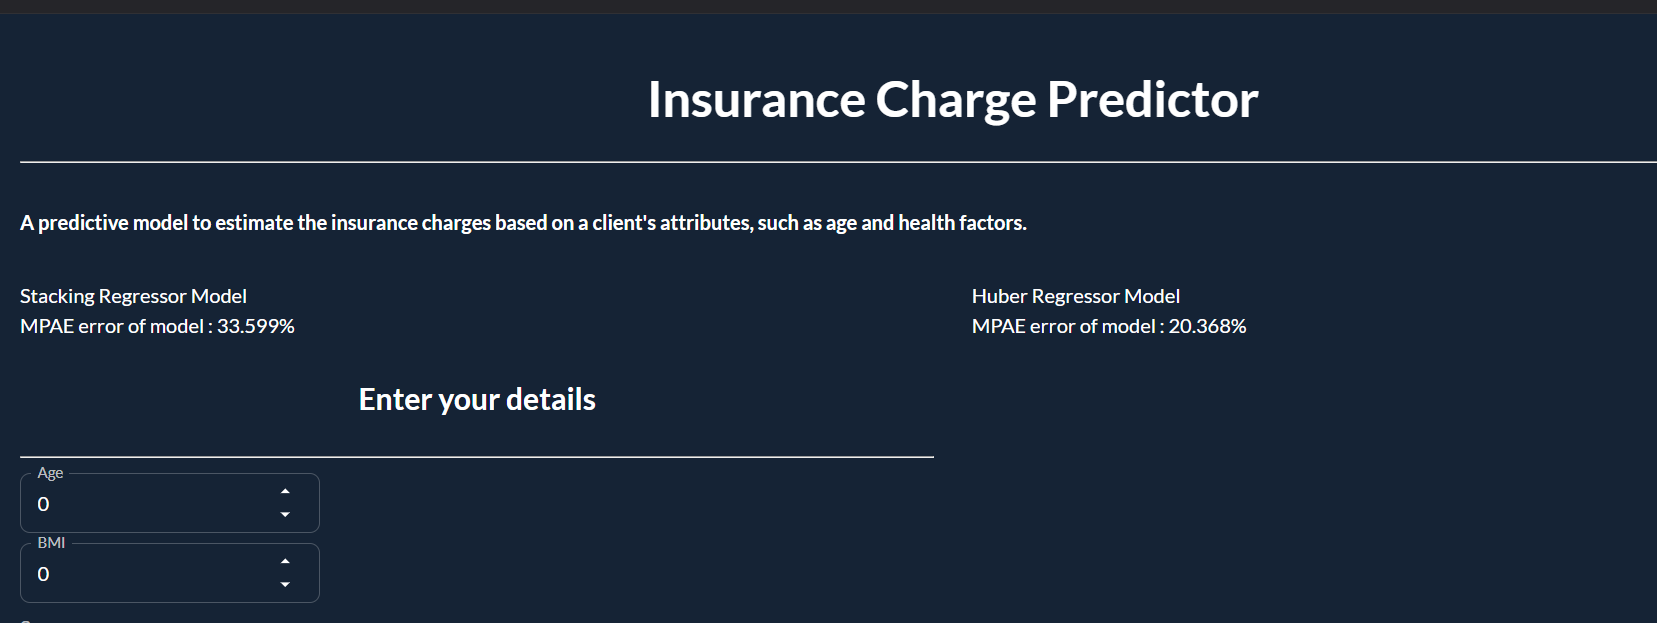 Insurance Charge Predictor
A predictive model to estimate the insurance charges based on a client's attributes, such as age and health factors.
Stacking Regressor Model
MPAE error of model : 33.599%
Huber Regressor Model
MPAE error of model : 20.368%
Enter your details
Age
0
BMI
0